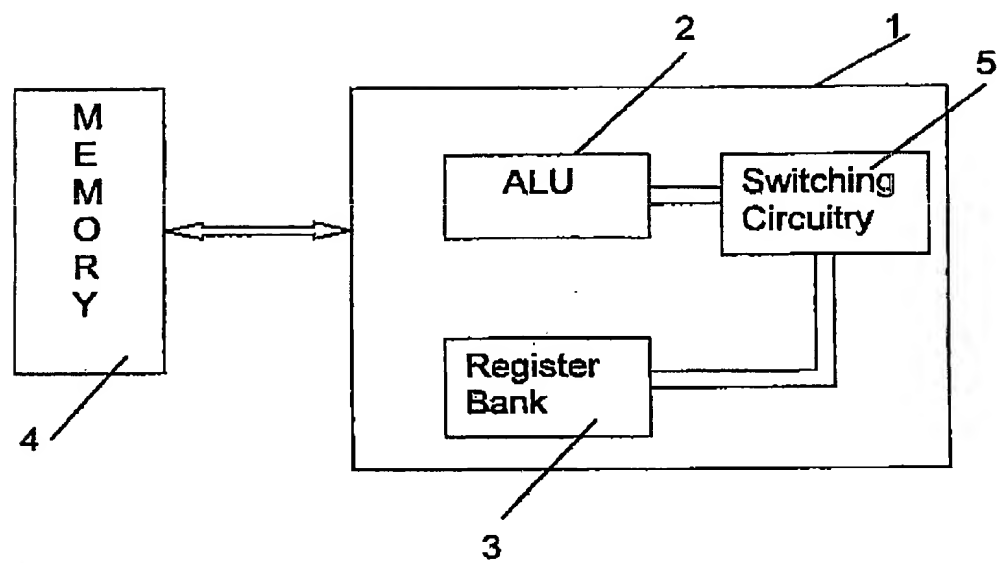 2
1
5
M
E
M
O
R
Y
ALU
Switching
Circuitry
Register
Bank
4
3